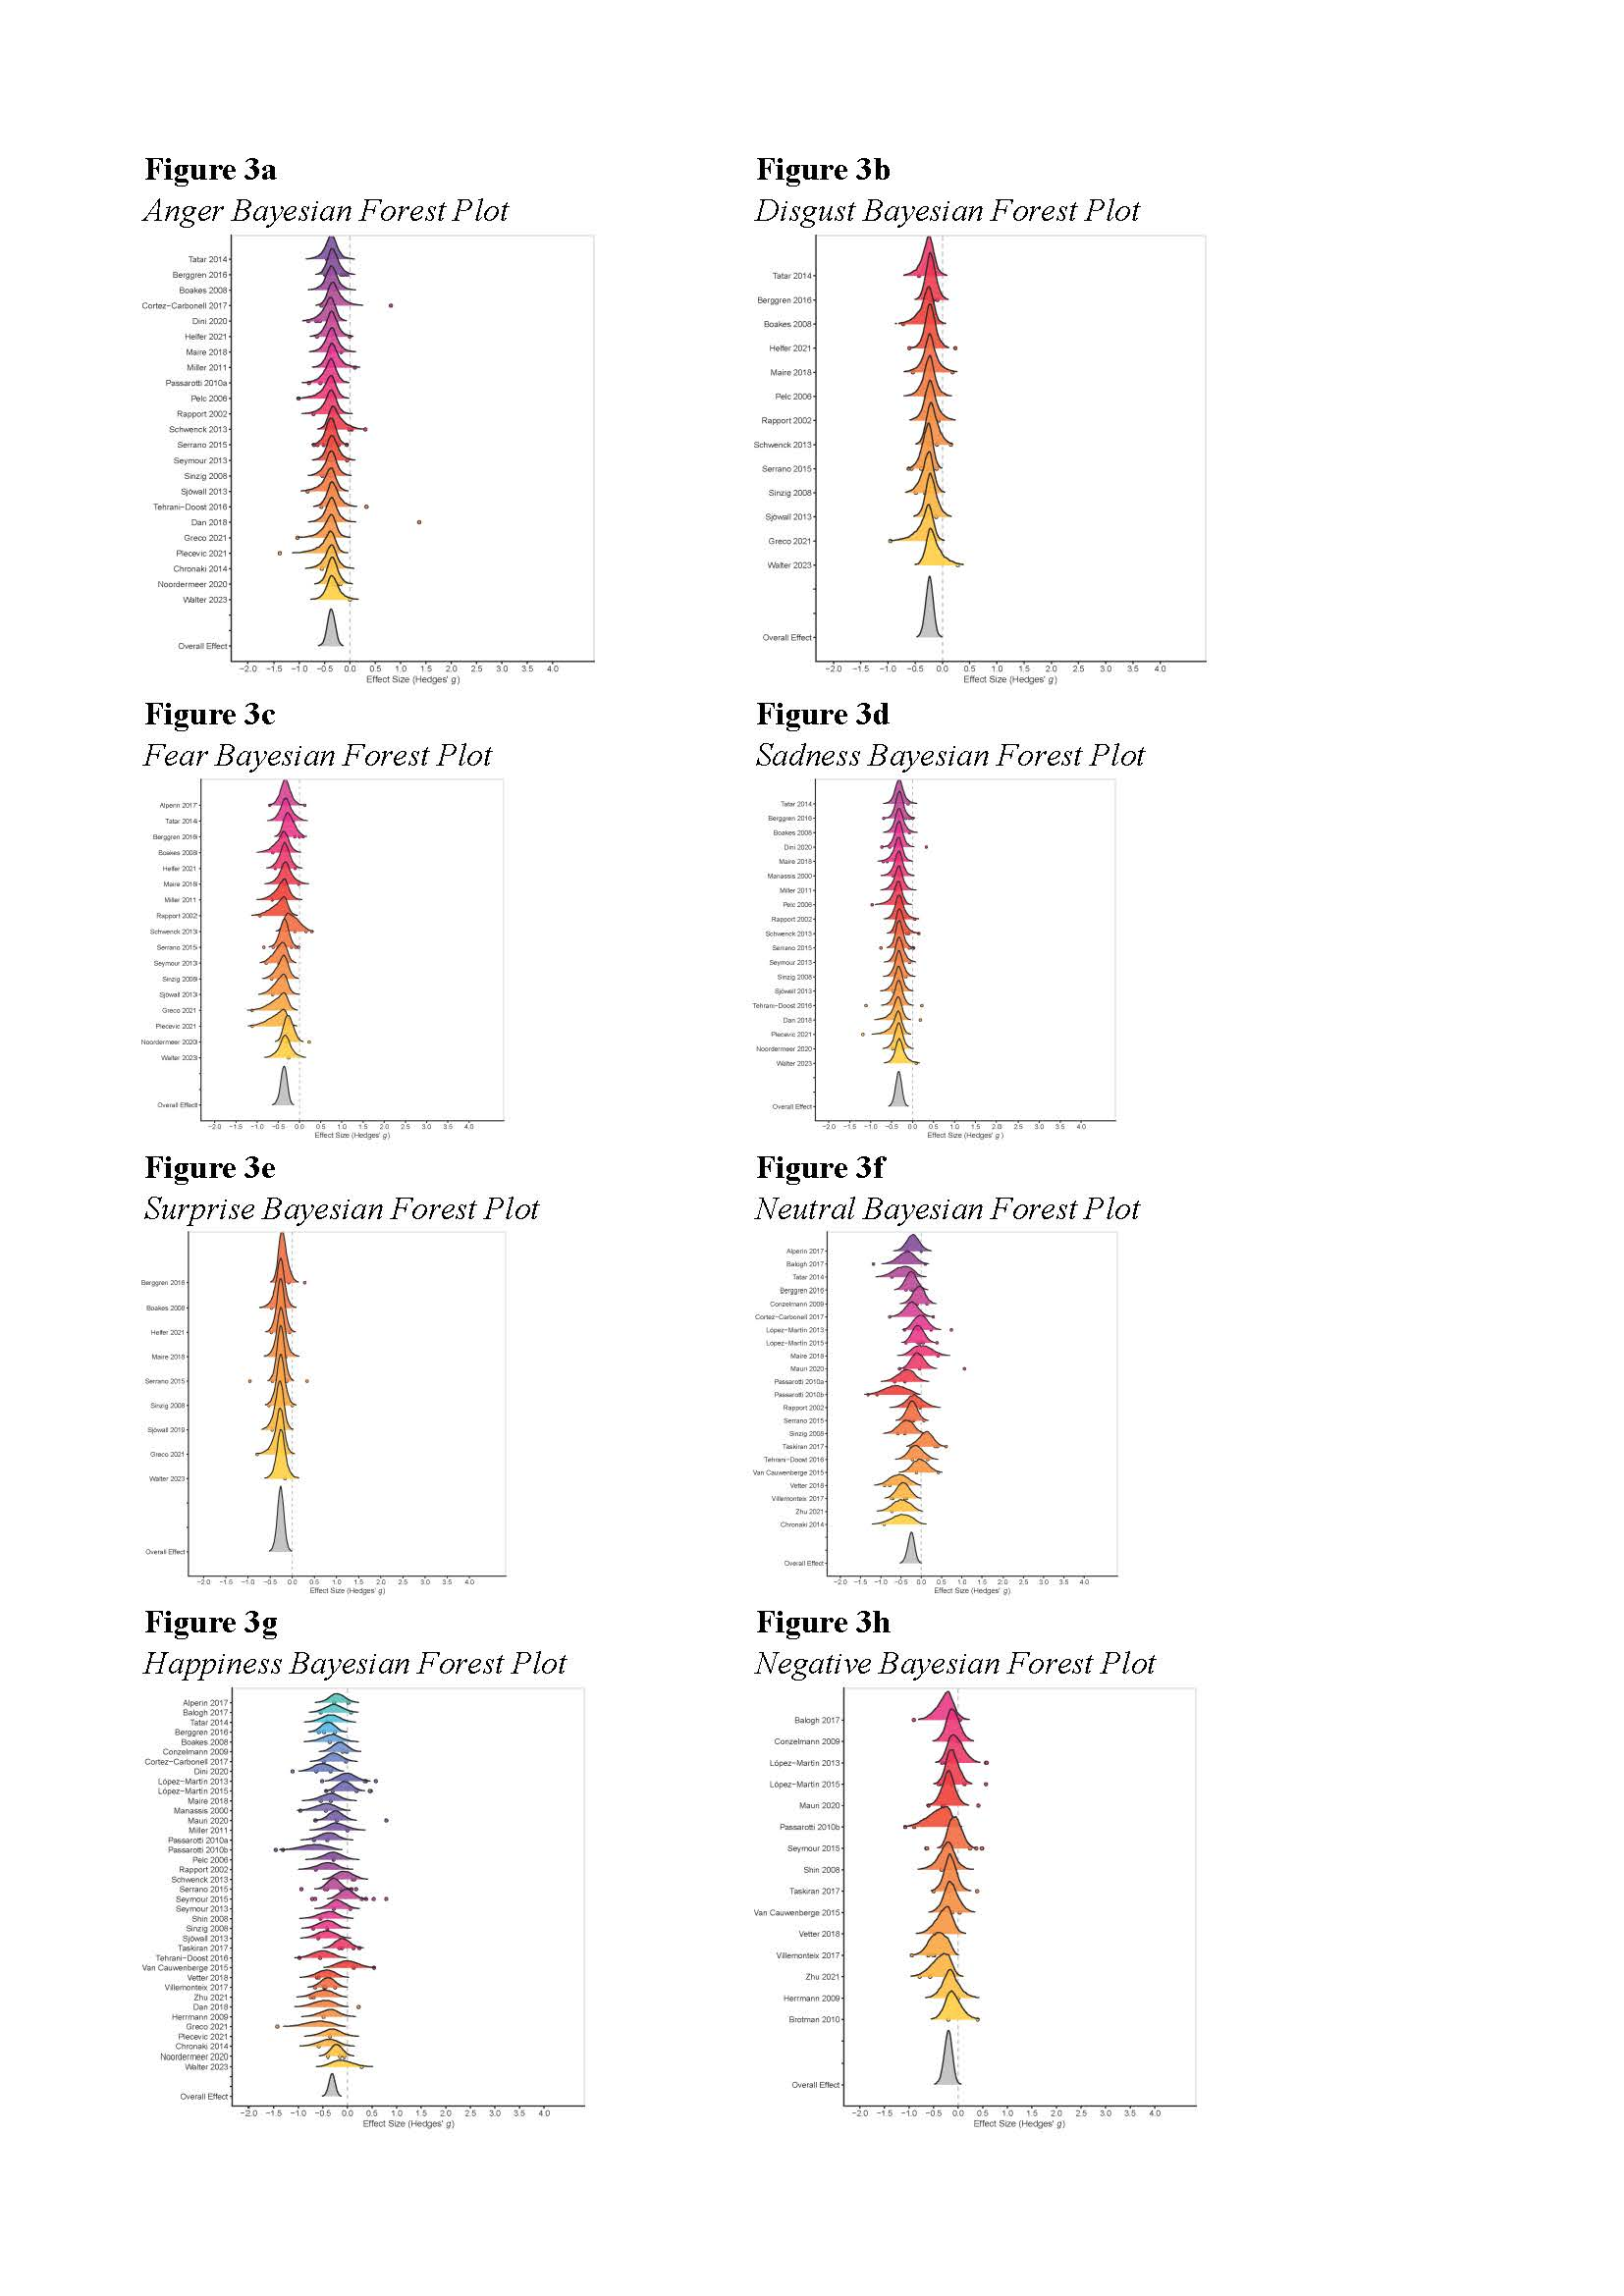 Figure 3a
Anger Bayesian Forest Plot
Tatar 2014
Berggren 2016
Boakes 2008
Cortez-Carbonell 2017
Dini 2020
Helfer 2021
Maire 2018
Miller 2011
Passarotti 2010a
Pelc 2006
Rapport 2002
Schwenck 2013
Serrano 2015
Seymour 2013
Sinzig 2008
Sjöwall 2013
Tehrani-Doost 2016
Dan 2018
Greco 2021
Plecevic 2021
Chronaki 2014
Noordermeer 2020
Walter 2023
Overall Effect
-2.0 -1.5 -1.0 -0.5 0.0 0.5 1.0 1.5 2.0 2.5 3.0 3.5 4.0
Effect Size (Hedges' g)
Figure 3b
Disgust Bayesian Forest Plot
Tatar 2014
Berggren 2016
Boakes 2008
Helfer 2021
Maire 2018
Pelc 2006
Rapport 2002
Schwenck 2013
Serrano 2015
Sinzig 2008
Sjöwall 2013
Greco 2021
Walter 2023
Overall Effect
-2.0 -1.5 -1.0 -0.5 0.0 0.5 1.0 1.5 2.0 2.5 3.0 3.5 4.0
Effect Size (Hedges' g)
Figure 3c
Fear Bayesian Forest Plot
Alperin 2017
Tatar 2014
Berggren 2016
Boakes 2008
Helfer 2021
Maire 2018
Miller 2011
Rapport 2002
Schwenck 2013
Serrano 2015
Seymour 2013
Sinzig 2008
Sjöwall 2013
Greco 2021
Plecevic 2021
Noordermeer 2020
Walter 2023
Overall Effect
-2.0 -1.5 -1.0 -0.5 0.0 0.5 1.0 1.5 2.0 2.5 3.0 3.5 4.0
Effect Size (Hedges' g)
Figure 3d
Sadness Bayesian Forest Plot
Tatar 2014
Berggren 2016
Boakes 2008
Dini 2020
Maire 2018
Manassis 2000
Miller 2011
Pelc 2006
Rapport 2002
Schwenck 2013
Serrano 2015
Seymour 2013
Sinzig 2008
Sjöwall 2013
Tehrani-Doost 2016
Dan 2018
Plecevic 2021
Noordermeer 2020
Walter 2023
Overall Effect
-2.0 -1.5 -1.0 -0.5 0.0 0.5 1.0 1.5 2.0 2.5 3.0 3.5 4.0
Effect Size (Hedges' g)
Figure 3e
Surprise Bayesian Forest Plot
Berggren 2016
Boakes 2008
Helfer 2021
Maire 2018
Serrano 2015
Sinzig 2008
Sjöwall 2019
Greco 2021
Walter 2023
Overall Effect
-2.0 -1.5 -1.0 -0.5 0.0 0.5 1.0 1.5 2.0 2.5 3.0 3.5 4.0
Effect Size (Hedges' g)
Figure 3f
Neutral Bayesian Forest Plot
Alperin 2017
Balogh 2017
Tatar 2014
Berggren 2016
Conzelmann 2009
Cortez-Carbonell 2017
López-Martín 2013
López-Martín 2015
Maire 2018
Mauri 2020
Passarotti 2010a
Passarotti 2010b
Rapport 2002
Serrano 2015
Sinzig 2008
Taskiran 2017
Tehrani-Doost 2016
Van Cauwenberge 2015
Vetter 2018
Villemonteix 2017
Zhu 2021
Chronaki 2014
Overall Effect
-2.0 -1.5 -1.0 -0.5 0.0 0.5 1.0 1.5 2.0 2.5 3.0 3.5 4.0
Effect Size (Hedges' g)
Figure 3g
Happiness Bayesian Forest Plot
Alperin 2017
Balogh 2017
Tatar 2014
Berggren 2016
Boakes 2008
Conzelmann 2009
Cortez-Carbonell 2017
Dini 2020
López-Martín 2013
López-Martín 2015
Maire 2018
Manassis 2000
Mauri 2020
Miller 2011
Passarotti 2010a
Passarotti 2010b
Pelc 2006
Rapport 2002
Schwenck 2013
Serrano 2015
Seymour 2015
Seymour 2013
Shin 2008
Sinzig 2008
Sjöwall 2013
Taskiran 2017
Tehrani-Doost 2016
Van Cauwenberge 2015
Vetter 2018
Villemonteix 2017
Zhu 2021
Dan 2018
Herrmann 2009
Greco 2021
Plecevic 2021
Chronaki 2014
Noordermeer 2020
Walter 2023
Overall Effect
-2.0 -1.5 -1.0 -0.5 0.0 0.5 1.0 1.5 2.0 2.5 3.0 3.5 4.0
Effect Size (Hedges' g)
Figure 3h
Negative Bayesian Forest Plot
Balogh 2017
Conzelmann 2009
López-Martín 2013
López-Martín 2015
Mauri 2020
Passarotti 2010b
Seymour 2015
Shin 2008
Taskiran 2017
Van Cauwenberge 2015
Vetter 2018
Villemonteix 2017
Zhu 2021
Herrmann 2009
Brotman 2010
Overall Effect
-2.0 -1.5 -1.0 -0.5 0.0 0.5 1.0 1.5 2.0 2.5 3.0 3.5 4.0
Effect Size (Hedges' g)